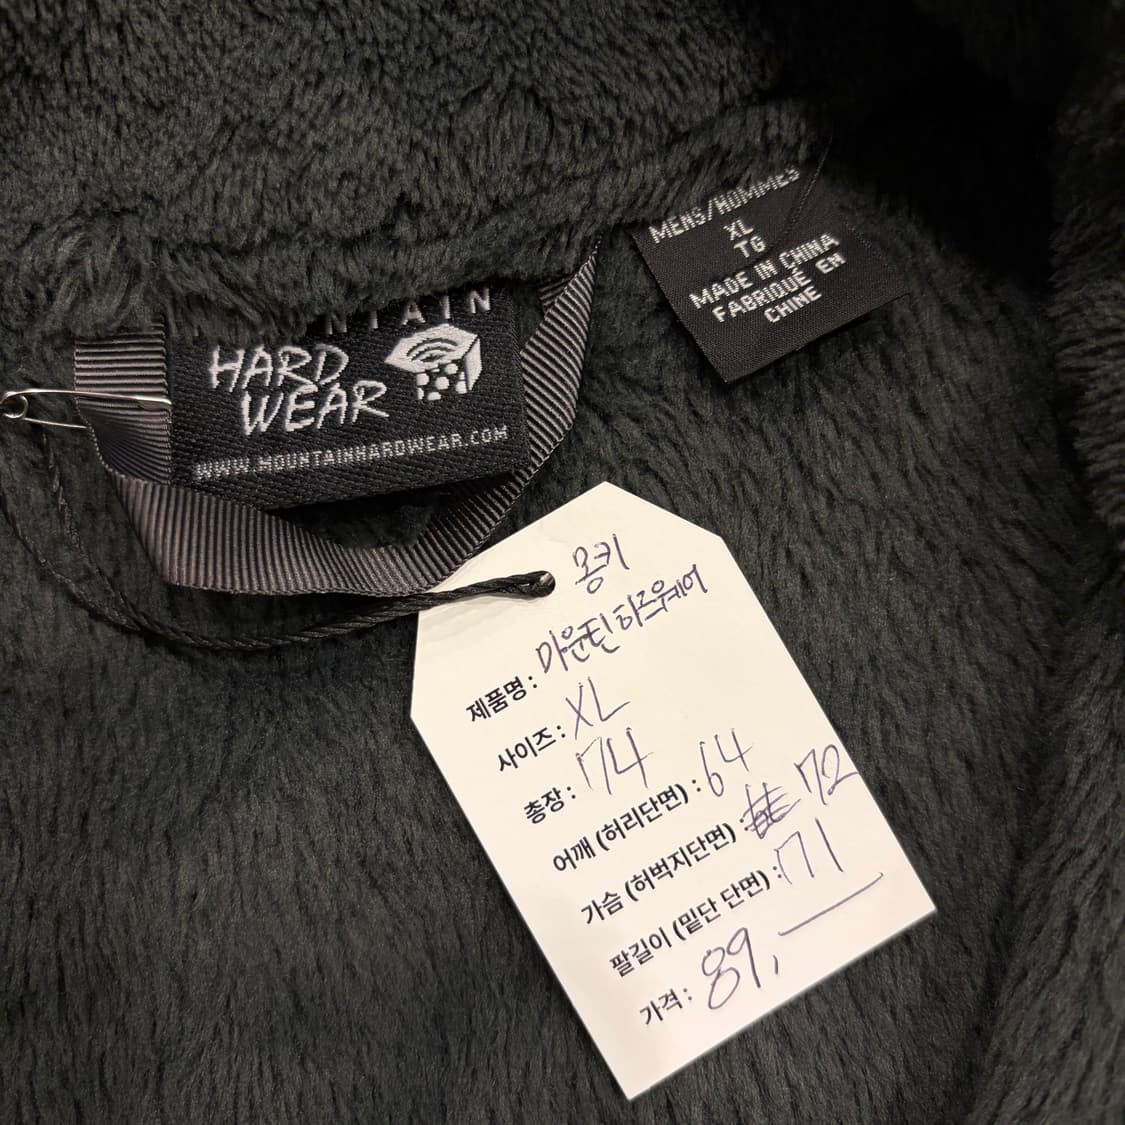 MENS/HOMMES
XL
TG
MADE IN CHINA
FABRIQUÉ EN
CHINE
MOUNTAIN
HARD
WEAR
WWW.MOUNTAINHARDWEAR.COM
몽키
제품명 : 마운틴 하드웨어
사이즈 : XL
총장 : 74
어깨 (허리단면) : 64
가슴 (허벅지단면) : 72
팔길이 (밑단 단면) : 71
가격 : 89,—